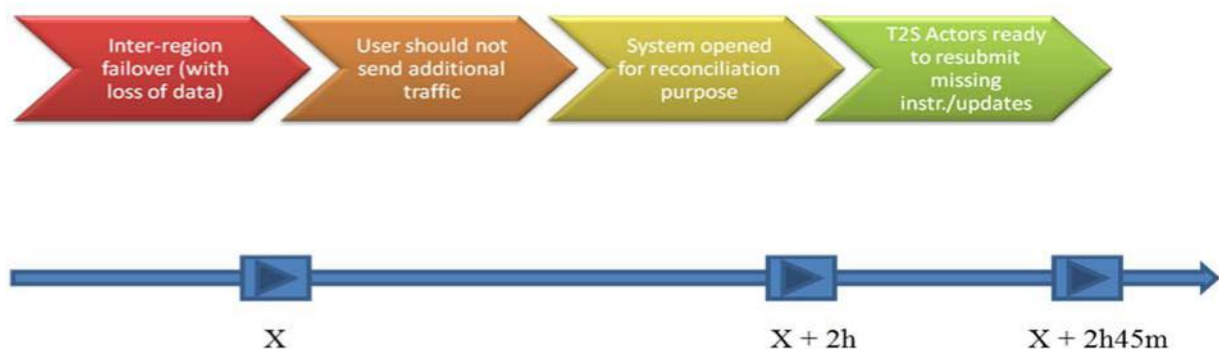 Inter-region
failover (with
loss of data)
User should not
send additional
traffic
System opened
for reconciliation
purpose
T2S Actors ready
to resubmit
missing
instr./updates
X
X + 2h
X + 2h45m